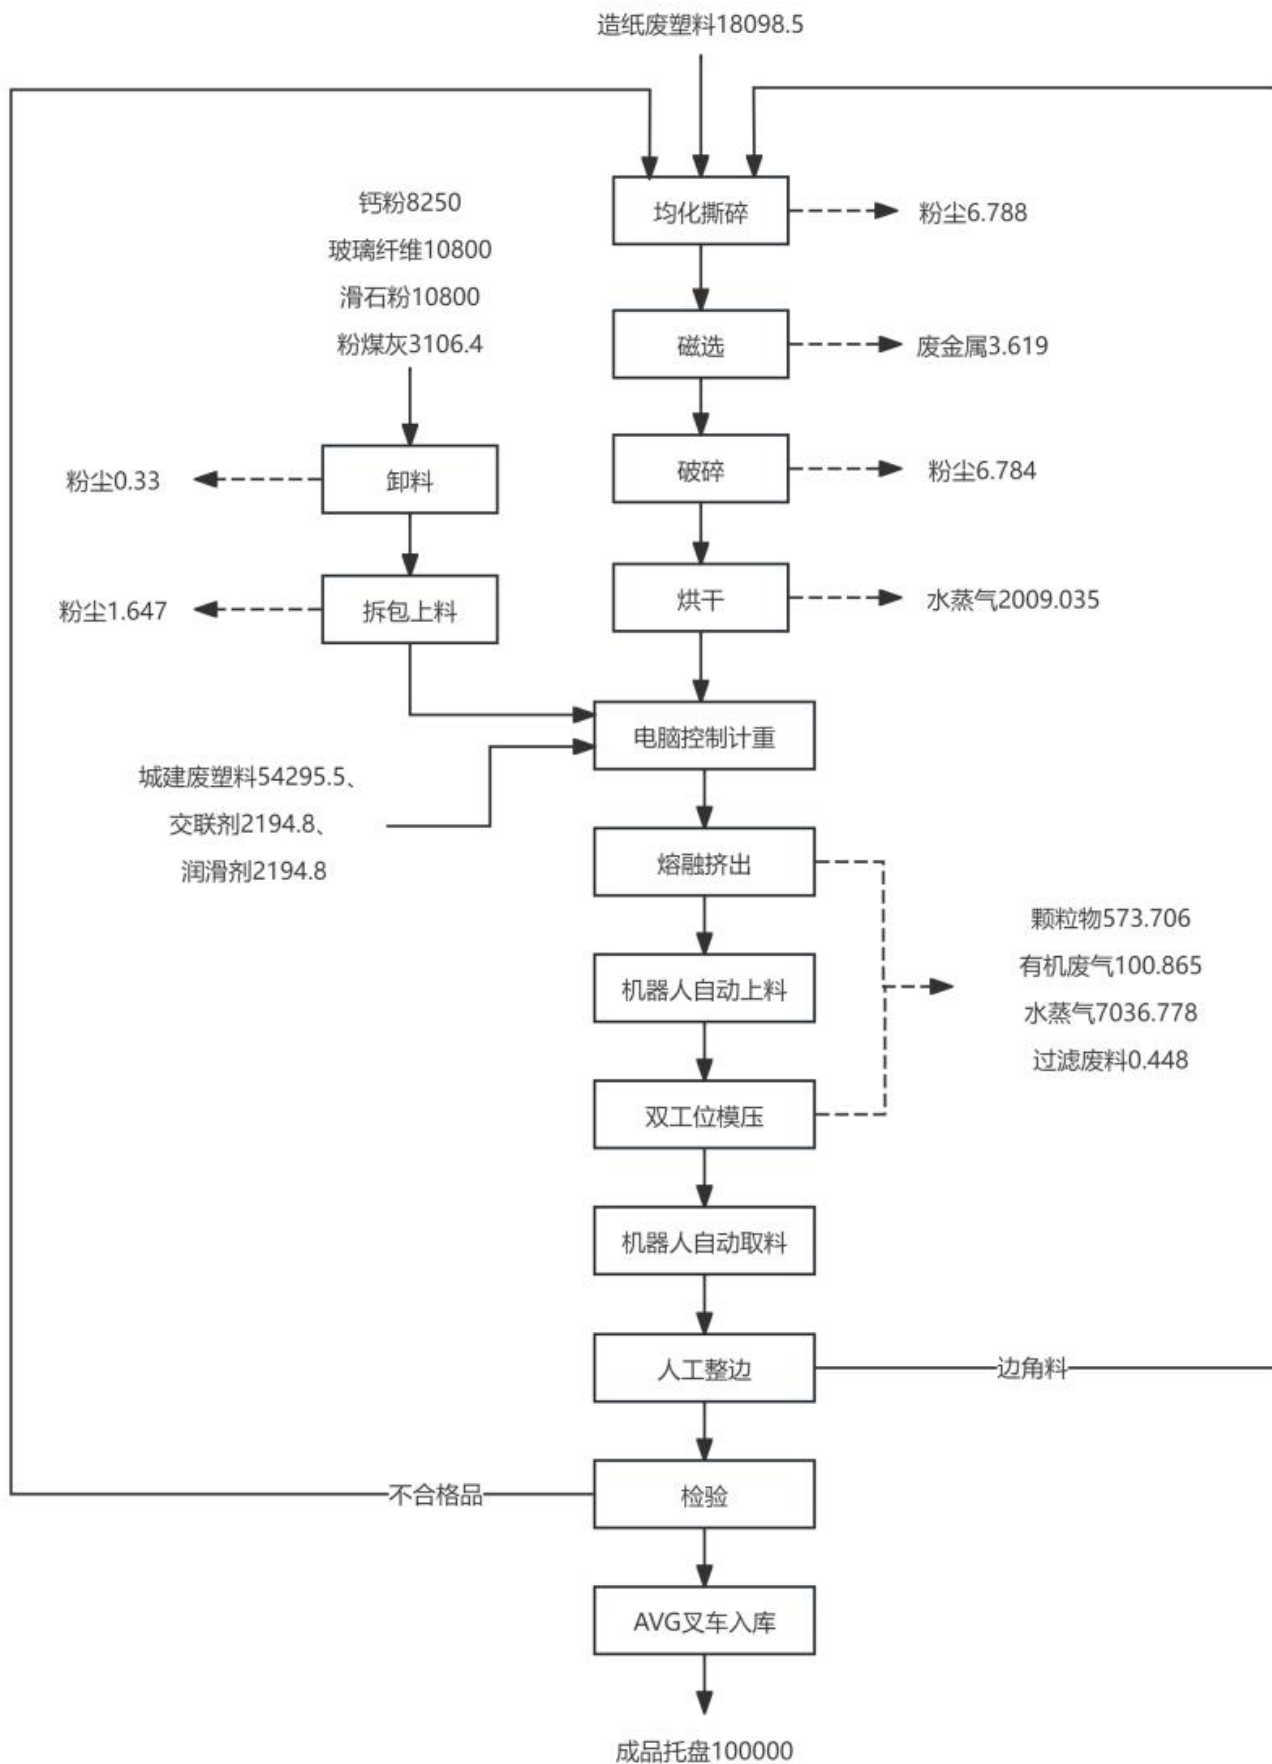 造纸废塑料18098.5
钙粉8250
玻璃纤维10800
滑石粉10800
粉煤灰3106.4
均化撕碎
粉尘6.788
磁选
废金属3.619
粉尘0.33
卸料
破碎
粉尘6.784
粉尘1.647
拆包上料
烘干
水蒸气2009.035
电脑控制计重
城建废塑料54295.5、
交联剂2194.8、
润滑剂2194.8
熔融挤出
颗粒物573.706
有机废气100.865
水蒸气7036.778
过滤废料0.448
机器人自动上料
双工位模压
机器人自动取料
人工整边
边角料
不合格品
检验
AVG叉车入库
成品托盘100000